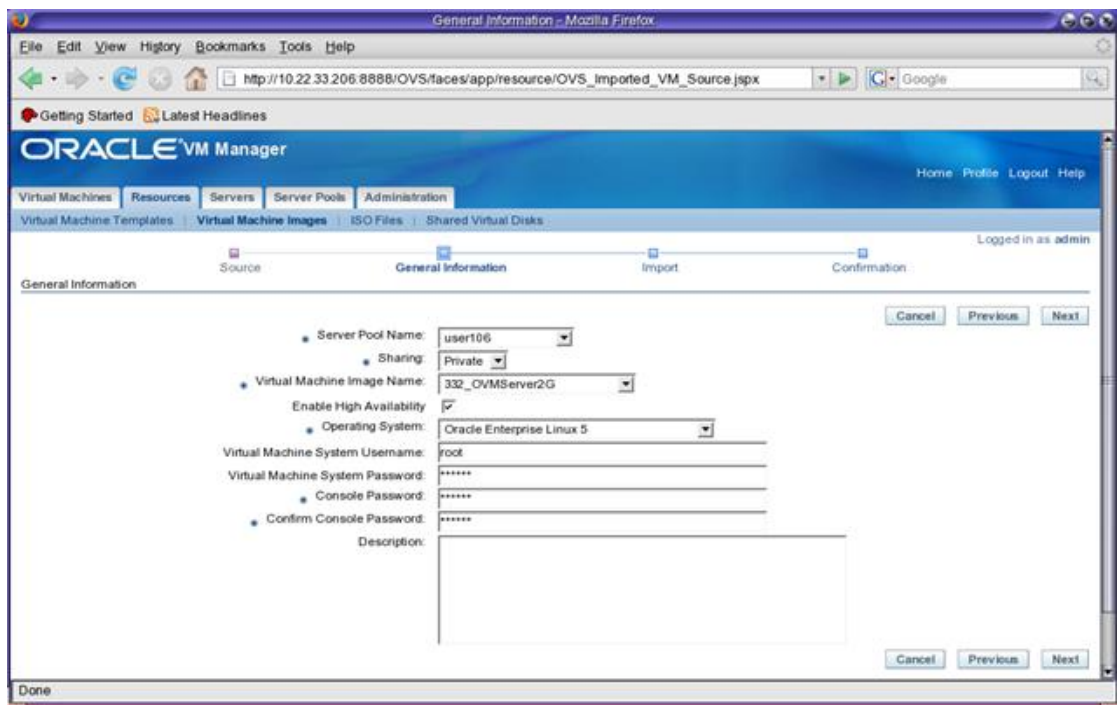 General Information - Mozilla Firefox
File Edit View History Bookmarks Tools Help
http://10.22.33.206:8888/OVS/faces/app/resource/OVS_Imported_VM_Source.jspx
G Google
Getting Started Latest Headlines
ORACLE VM Manager
Home Profile Logout Help
Virtual Machines Resources Servers Server Pools Administration
Virtual Machine Templates | Virtual Machine Images | ISO Files | Shared Virtual Disks
Logged in as admin
Source General Information Import Confirmation
General Information
Cancel Previous Next
Server Pool Name: user106
Sharing: Private
Virtual Machine Image Name: 332_OVMServer2G
Enable High Availability
Operating System: Oracle Enterprise Linux 5
Virtual Machine System Username: root
Virtual Machine System Password: ******
Console Password: ******
Confirm Console Password: ******
Description:
Cancel Previous Next
Done